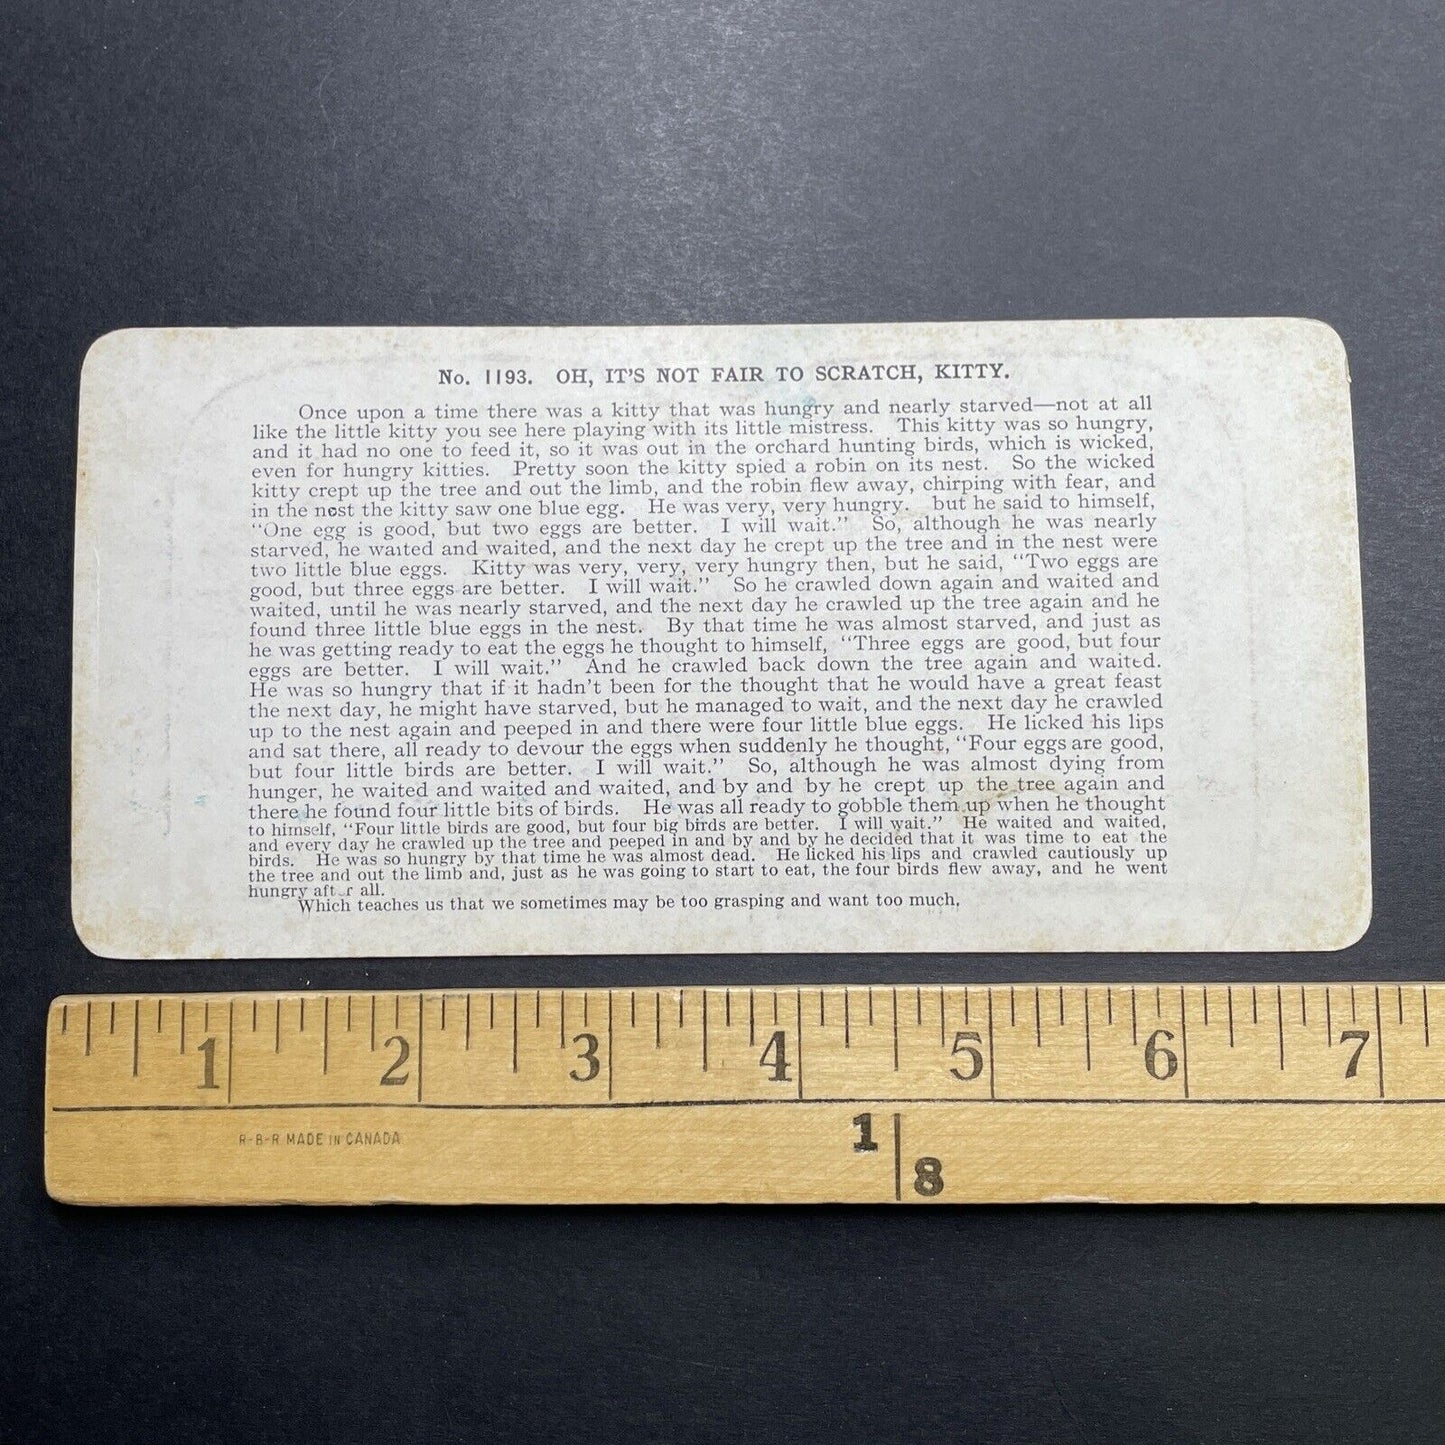 No. 1193. OH, IT'S NOT FAIR TO SCRATCH, KITTY.
Once upon a time there was a kitty that was hungry and nearly starved—not at all
like the little kitty you see here playing with its little mistress. This kitty was so hungry,
and it had no one to feed it, so it was out in the orchard hunting birds, which is wicked,
even for hungry kitties. Pretty soon the kitty spied a robin on its nest. So the wicked
kitty crept up the tree and out the limb, and the robin flew away, chirping with fear, and
in the nest the kitty saw one blue egg. He was very, very hungry. but he said to himself,
"One egg is good, but two eggs are better. I will wait." So, although he was nearly
starved, he waited and waited, and the next day he crept up the tree and in the nest were
two little blue eggs. Kitty was very, very, very hungry then, but he said, "Two eggs are
good, but three eggs are better. I will wait." So he crawled down again and waited and
waited, until he was nearly starved, and the next day he crawled up the tree again and he
found three little blue eggs in the nest. By that time he was almost starved, and just as
he was getting ready to eat the eggs he thought to himself, "Three eggs are good, but four
eggs are better. I will wait." And he crawled back down the tree again and waited.
He was so hungry that if it hadn't been for the thought that he would have a great feast
the next day, he might have starved, but he managed to wait, and the next day he crawled
up to the nest again and peeped in and there were four little blue eggs. He licked his lips
and sat there, all ready to devour the eggs when suddenly he thought, "Four eggs are good,
but four little birds are better. I will wait." So, although he was almost dying from
hunger, he waited and waited and waited, and by and by he crept up the tree again and
there he found four little bits of birds. He was all ready to gobble them up when he thought
to himself, "Four little birds are good, but four big birds are better. I will wait." He waited and waited,
and every day he crawled up the tree and peeped in and by and by he decided that it was time to eat the
birds. He was so hungry by that time he was almost dead. He licked his lips and crawled cautiously up
the tree and out the limb and, just as he was going to start to eat, the four birds flew away, and he went
hungry aft r all.
Which teaches us that we sometimes may be too grasping and want too much.
1 2 3 4 5 6 7
R-B-R MADE IN CANADA
1 8